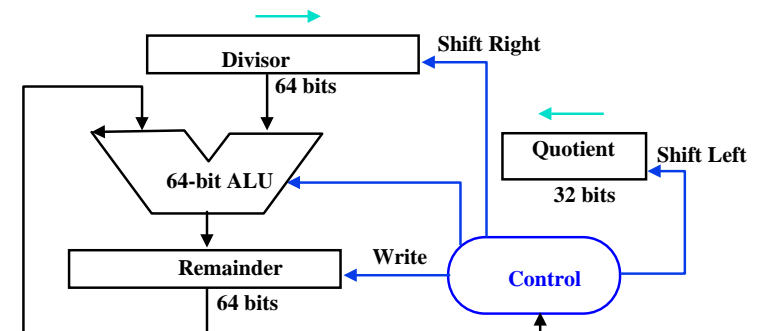 Shift Right
Divisor
64 bits
Quotient
Shift Left
64-bit ALU
32 bits
Write
Remainder
Control
64 bits